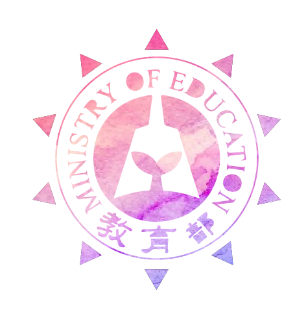 MINISTRY OF EDUCATION
教育部